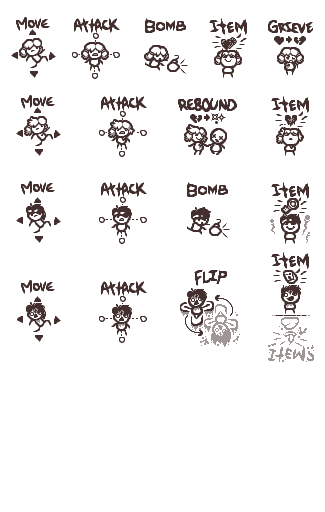 MOVE ATTACK BOMB ITEM GRIEVE
MOVE ATTACK REBOUND ITEM
MOVE ATTACK BOMB ITEM
MOVE ATTACK FLIP ITEM
ITEMS